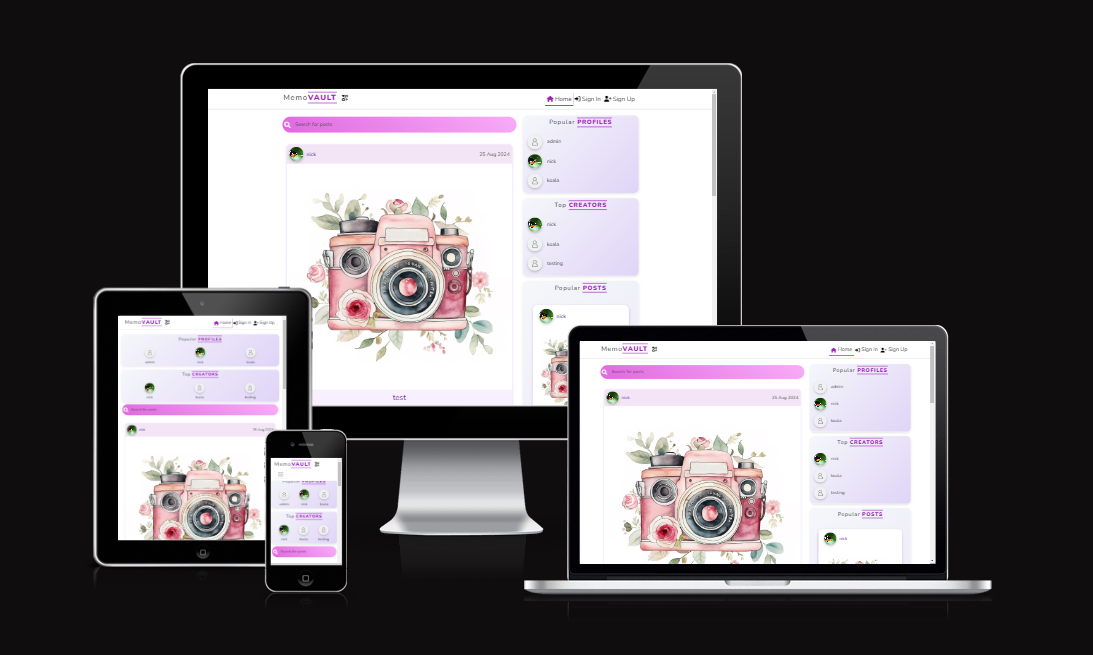 MemoVAULT
Home Sign In Sign Up
Search for posts
nick
25 Aug 2024
test
Popular PROFILES
admin
nick
koala
Top CREATORS
nick
koala
testing
Popular POSTS
nick
MemoVAULT
Home Sign In Sign Up
Popular PROFILES
admin
nick
koala
Top CREATORS
nick
koala
testing
Search for posts
nick
MemoVAULT
Popular PROFILES
admin
nick
koala
Top CREATORS
nick
koala
testing
Search for posts
MemoVAULT
Home Sign In Sign Up
Search for posts
nick
25 Aug 2024
Popular PROFILES
admin
nick
koala
Top CREATORS
nick
koala
testing
Popular POSTS
nick